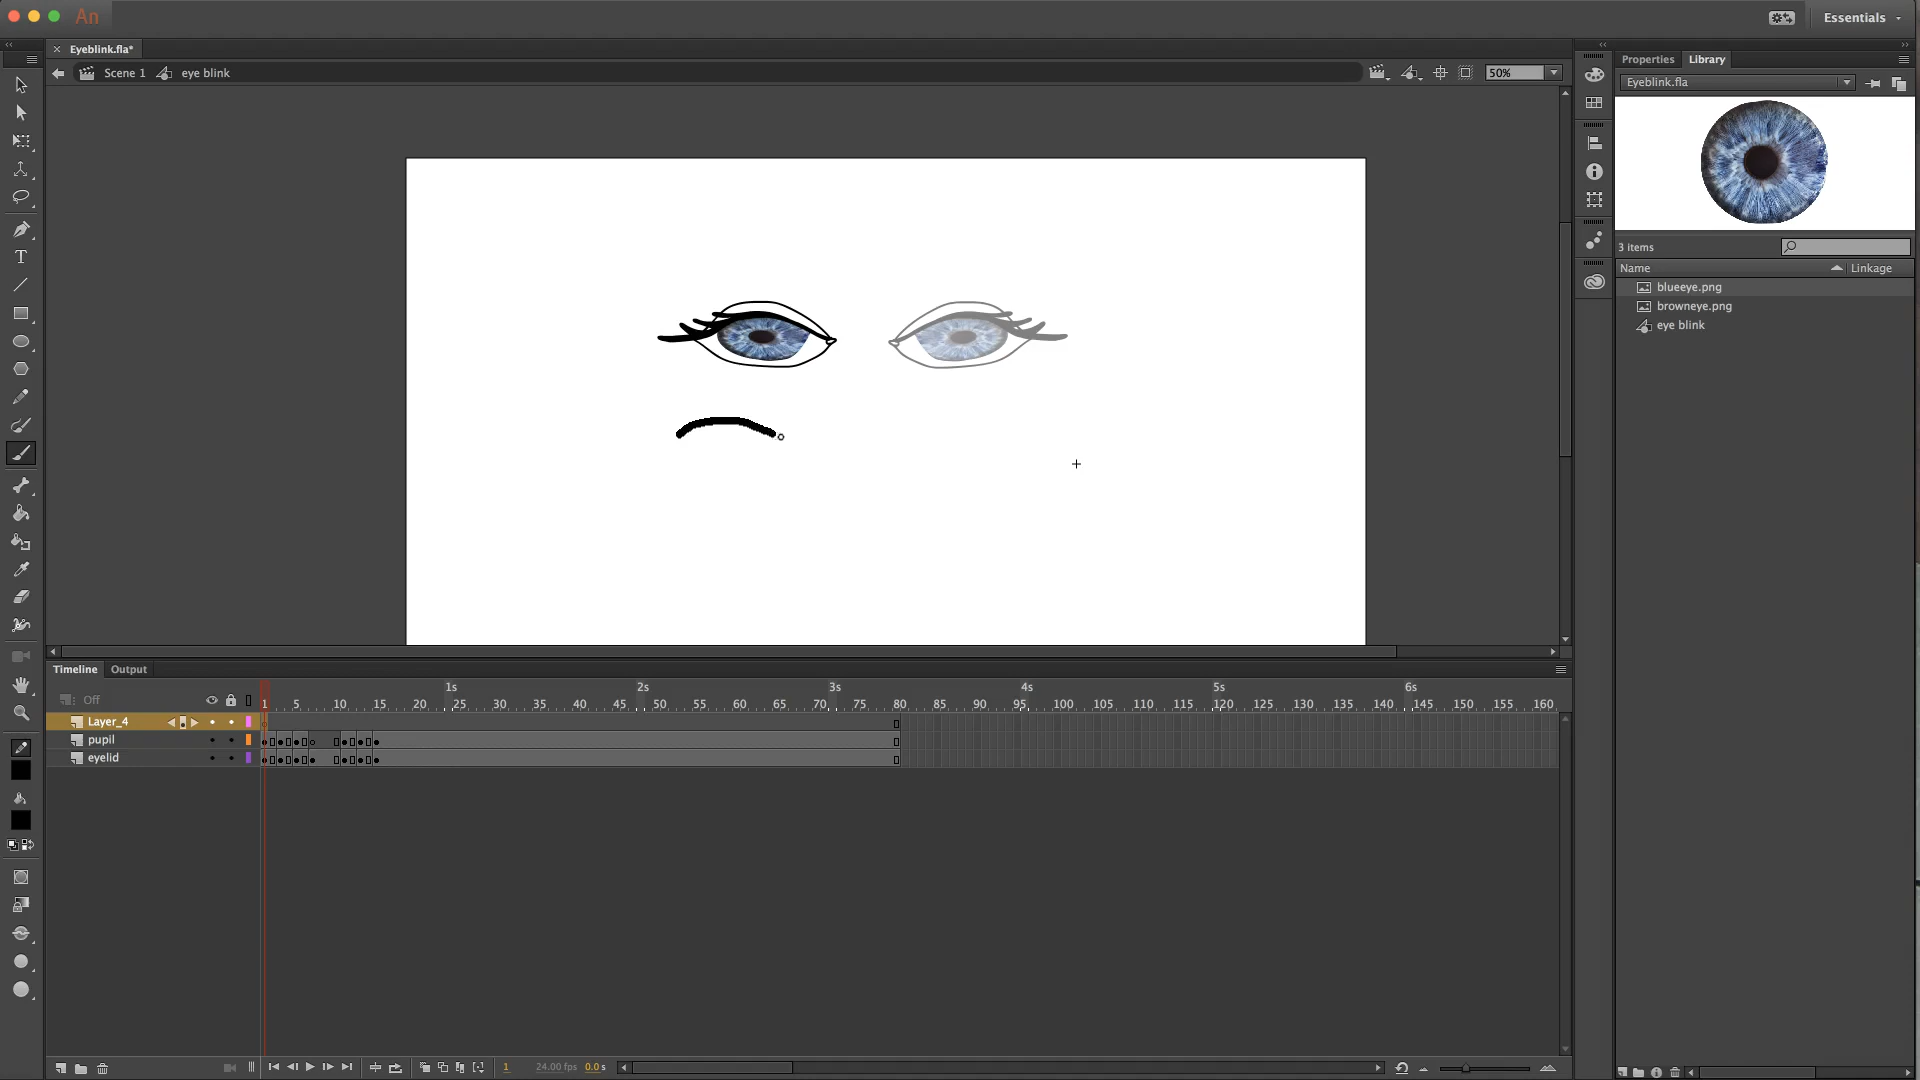 An
Essentials
Eyeblink.fla*
Scene 1 eye blink
50%
Properties Library
Eyeblink.fla
3 items
Name Linkage
blueeye.png
browneye.png
eye blink
T
Timeline Output
1s 2s 3s 4s 5s 6s
Off
1 5 10 15 20 25 30 35 40 45 50 55 60 65 70 75 80 85 90 95 100 105 110 115 120 125 130 135 140 145 150 155 160
Layer_4
pupil
eyelid
1 24.00 fps 0.0 s